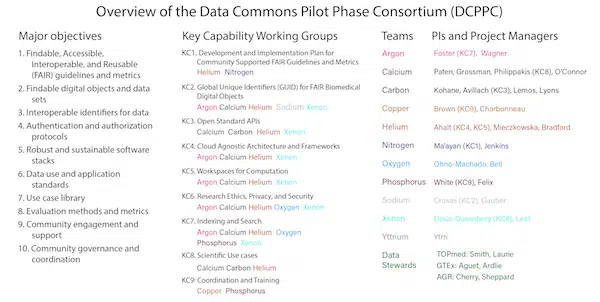 Overview of the Data Commons Pilot Phase Consortium (DCPPC)
Major objectives
1. Findable, Accessible,
Interoperable, and Reusable
(FAIR) guidelines and metrics
2. Findable digital objects and data
sets
3. Interoperable identifiers for data
4. Authentication and authorization
protocols
5. Robust and sustainable software
stacks
6. Data use and application
standards
7. Use case library
8. Evaluation methods and metrics
9. Community engagement and
support
10. Community governance and
coordination
Key Capability Working Groups
KC1. Development and Implementation Plan for
Community Supported FAIR Guidelines and Metrics
Helium Nitrogen
KC2. Global Unique Identifiers (GUID) for FAIR Biomedical
Digital Objects
Argon Calcium Helium Sodium Xenon
KC3. Open Standard APIs
Calcium Carbon Helium Xenon
KC4. Cloud Agnostic Architecture and Frameworks
Argon Calcium Helium Xenon
KC5. Workspaces for Computation
Argon Calcium Helium Xenon
KC6. Research Ethics, Privacy, and Security
Argon Calcium Helium Oxygen Xenon
KC7. Indexing and Search
Argon Calcium Helium Oxygen
Phosphorus Xenon
KC8. Scientific Use cases
Calcium Carbon Helium
KC9: Coordination and Training
Copper Phosphorus
Teams PIs and Project Managers
Argon Foster (KC7), Wagner
Calcium Paten, Grossman, Philippakis (KC8), O'Connor
Carbon Kohane, Avillach (KC3), Lemos, Lyons
Copper Brown (KC9), Charbonneau
Helium Ahalt (KC4, KC5), Mieczkowska, Bradford
Nitrogen Ma'ayan (KC1), Jenkins
Oxygen Ohno-Machado, Bell
Phosphorus White (KC9), Felix
Sodium Crosas (KC2), Gautier
Xenon Davis-Dusenbery (KC6), Leaf
Yttrium Yttri
Data
Stewards
TOPmed: Smith, Laurie
GTEx: Aguet, Ardlie
AGR: Cherry, Sheppard